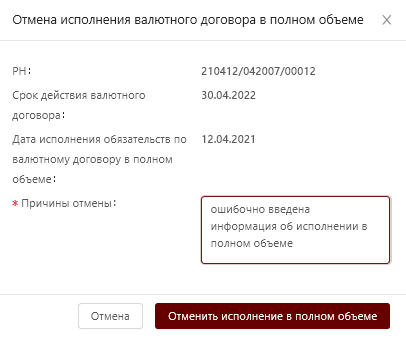 Отмена исполнения валютного договора в полном объеме
РН: 210412/042007/00012
Срок действия валютного договора: 30.04.2022
Дата исполнения обязательств по валютному договору в полном объеме: 12.04.2021
* Причины отмены:
ошибочно введена
информация об исполнении в
полном объеме
Отмена Отменить исполнение в полном объеме